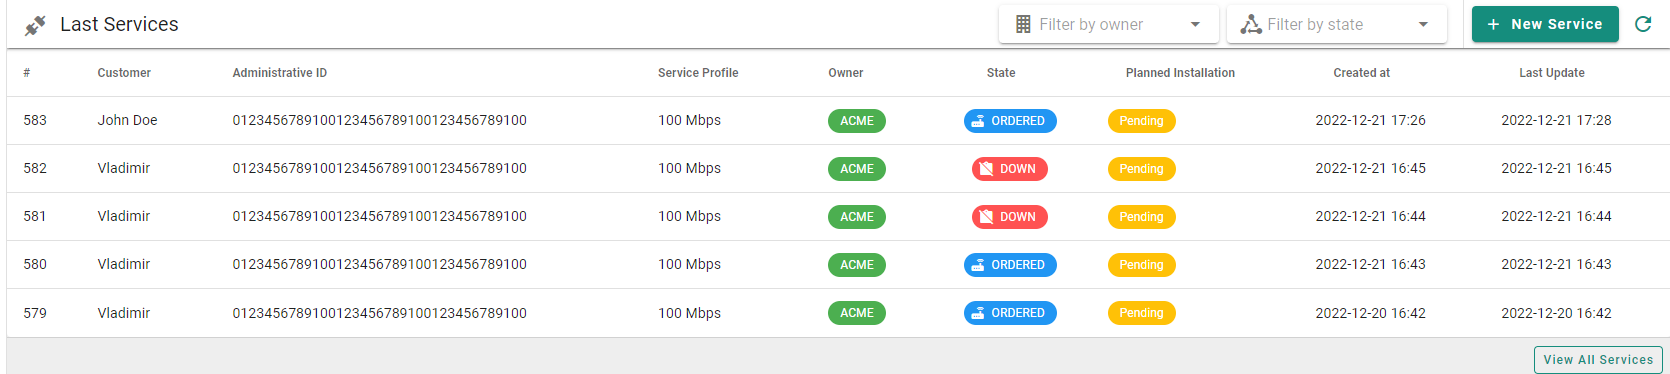 Last Services Filter by owner Filter by state + New Service
# Customer Administrative ID Service Profile Owner State Planned Installation Created at Last Update
583 John Doe 012345678910012345678910012345678910​0 100 Mbps ACME ORDERED Pending 2022-12-21 17:26 2022-12-21 17:28
582 Vladimir 0123456789100123456789100123456789100 100 Mbps ACME DOWN Pending 2022-12-21 16:45 2022-12-21 16:45
581 Vladimir 0123456789100123456789100123456789100 100 Mbps ACME DOWN Pending 2022-12-21 16:44 2022-12-21 16:44
580 Vladimir 0123456789100123456789100123456789100 100 Mbps ACME ORDERED Pending 2022-12-21 16:43 2022-12-21 16:43
579 Vladimir 0123456789100123456789100123456789100 100 Mbps ACME ORDERED Pending 2022-12-20 16:42 2022-12-20 16:42
View All Services